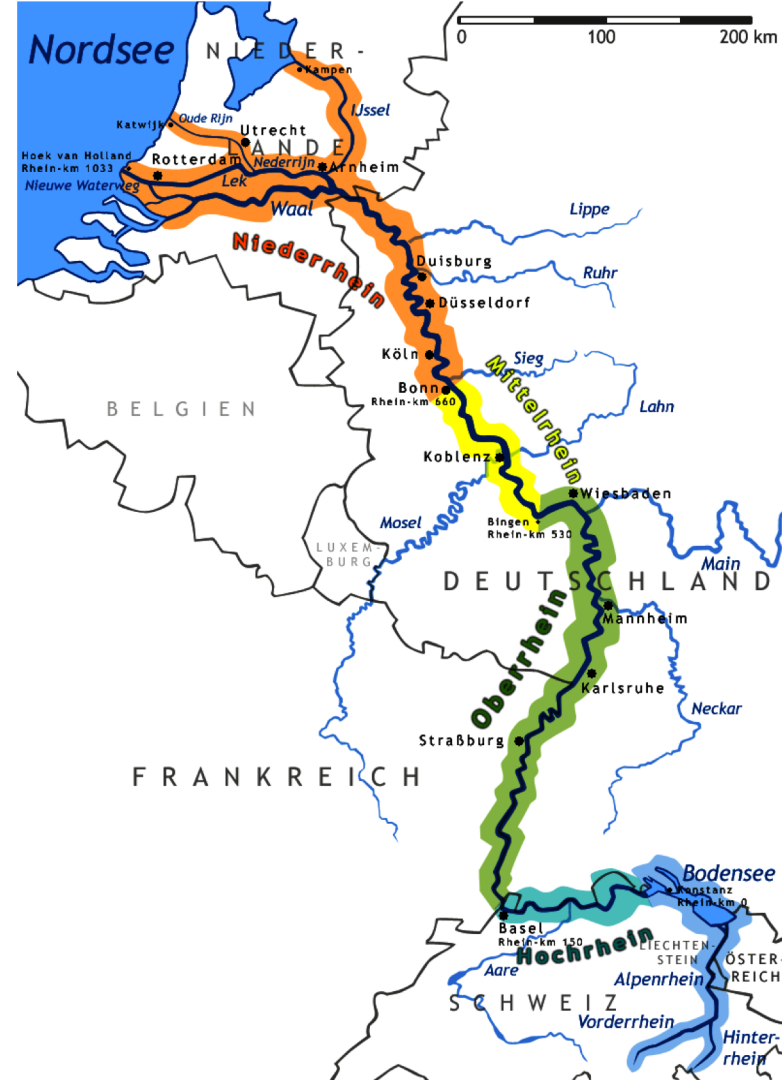 0 100 200 km
Nordsee
NIEDER-
LANDE
Kampen
IJssel
Katwijk
Oude Rijn
Utrecht
Hoek van Holland
Rhein-km 1033
Rotterdam
Nederrijn
Arnheim
Nieuwe Waterweg
Lek
Waal
Lippe
Niederrhein
Duisburg
Ruhr
Düsseldorf
Köln
Sieg
Mittelrhein
Bonn
Rhein-km 660
BELGIEN
Lahn
Koblenz
Wiesbaden
Mosel
Bingen
Rhein-km 530
LUXEM-
BURG
Main
DEUTSCHLAND
Mannheim
Oberrhein
Karlsruhe
Neckar
Straßburg
FRANKREICH
Bodensee
Konstanz
Rhein-km 0
Basel
Rhein-km 150
Hochrhein
LIECHTEN-
STEIN
ÖSTER-
REICH
Aare
Alpenrhein
SCHWEIZ
Vorderrhein
Hinter-
rhein